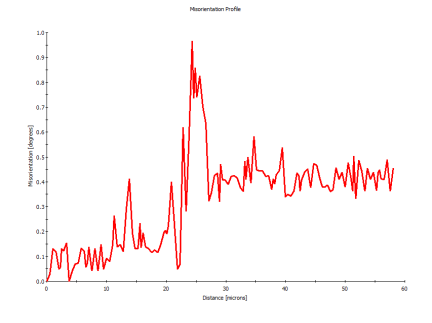 Misorientation Profile
1.0
0.9
0.8
0.7
0.6
0.5
0.4
0.3
0.2
0.1
0.0
Misorientation [degrees]
0 10 20 30 40 50 60
Distance [microns]